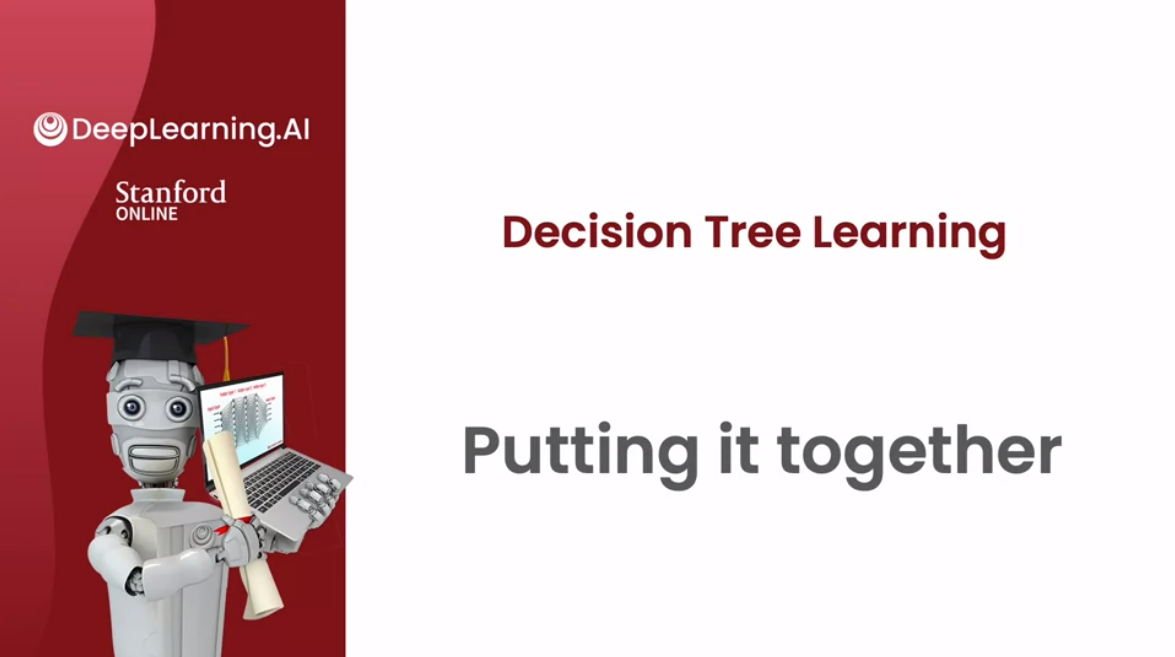 DeepLearning.AI
Stanford
ONLINE
Decision Tree Learning
Putting it together